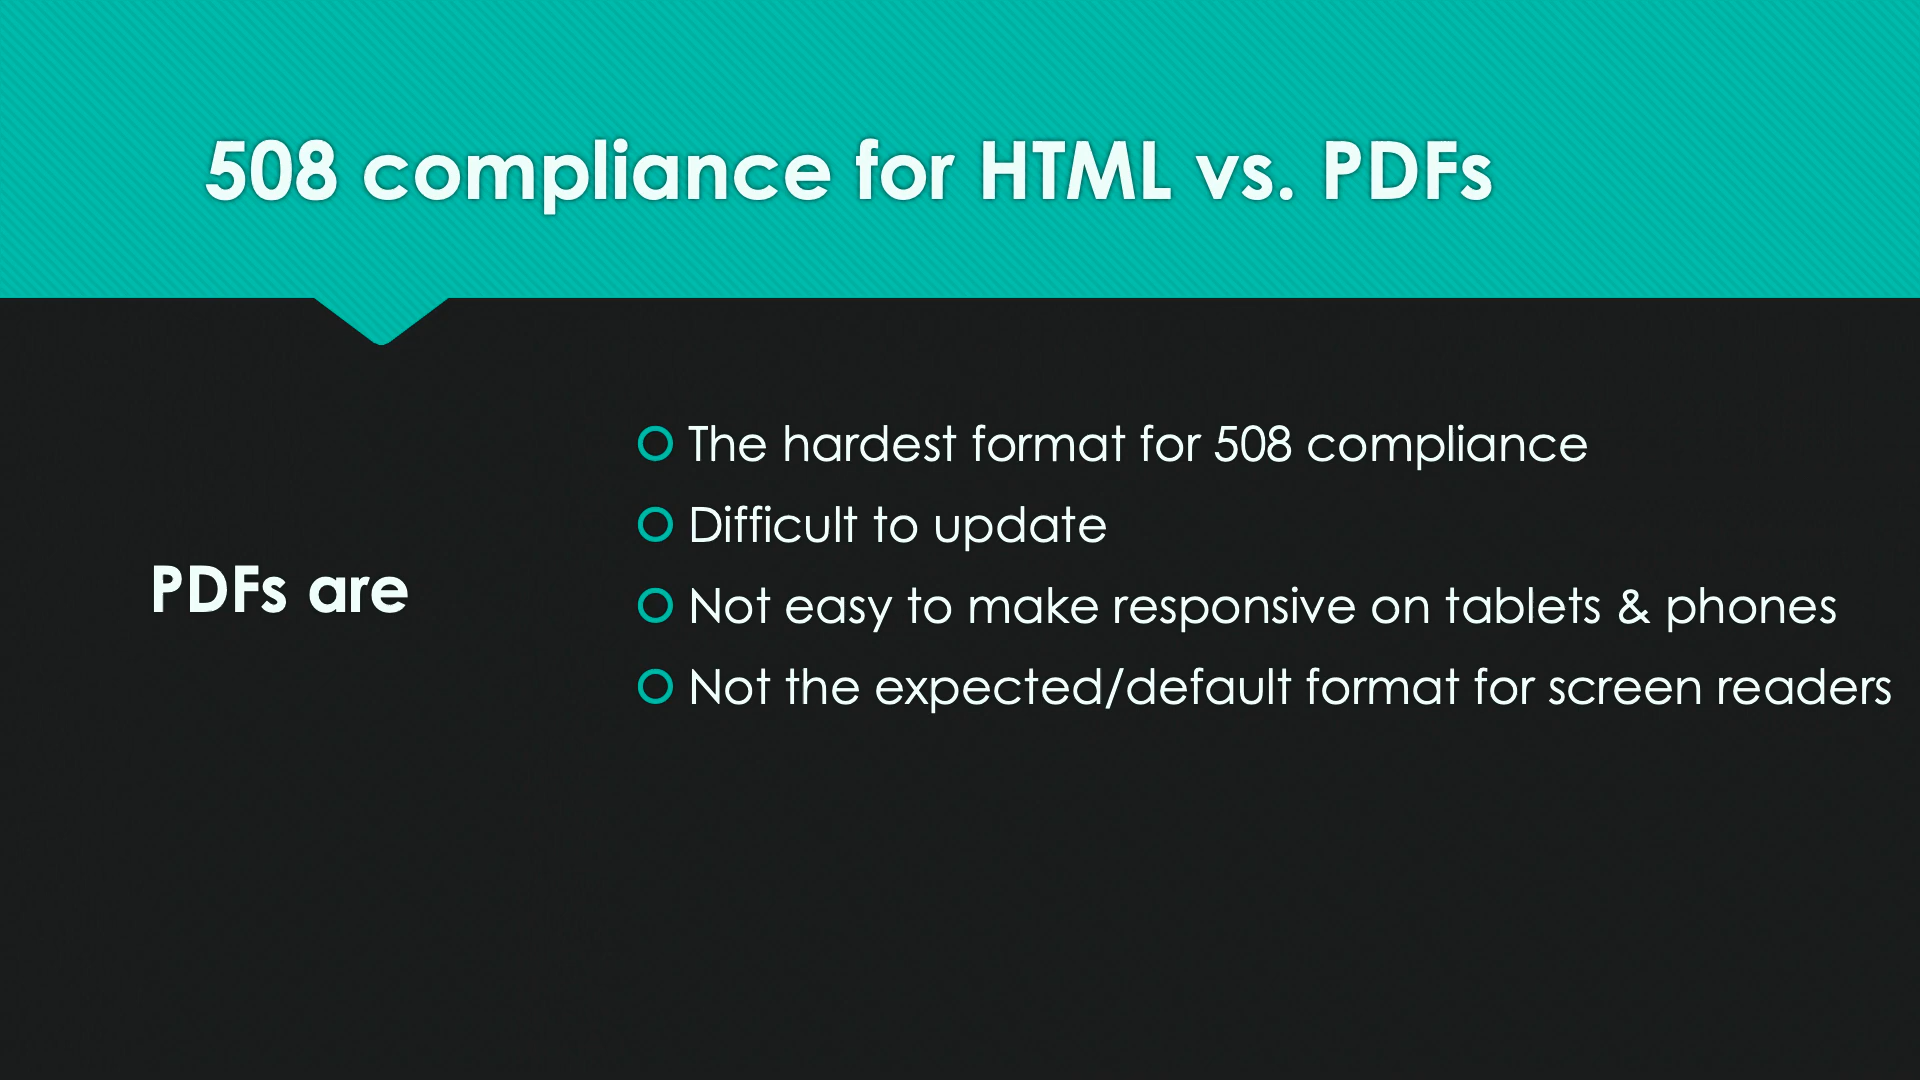 508 compliance for HTML vs. PDFs
PDFs are
The hardest format for 508 compliance
Difficult to update
Not easy to make responsive on tablets & phones
Not the expected/default format for screen readers